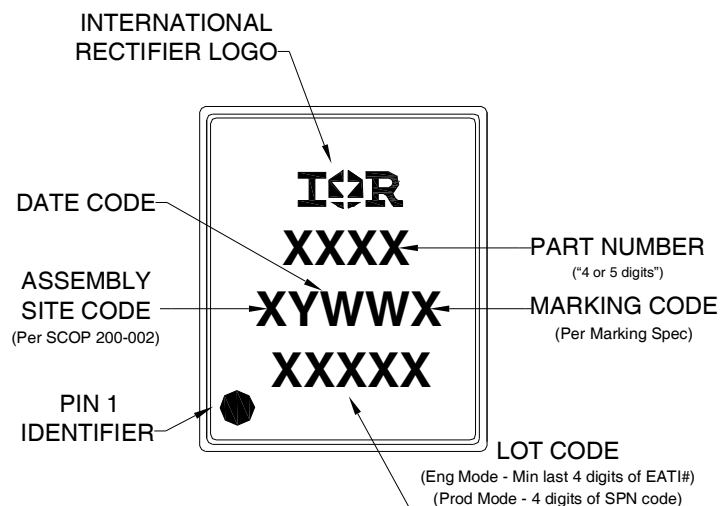 INTERNATIONAL
RECTIFIER LOGO
IOR
DATE CODE
XXXX
PART NUMBER
("4 or 5 digits")
ASSEMBLY
SITE CODE
(Per SCOP 200-002)
XYWWX
MARKING CODE
(Per Marking Spec)
XXXXX
PIN 1
IDENTIFIER
LOT CODE
(Eng Mode - Min last 4 digits of EATI#)
(Prod Mode - 4 digits of SPN code)